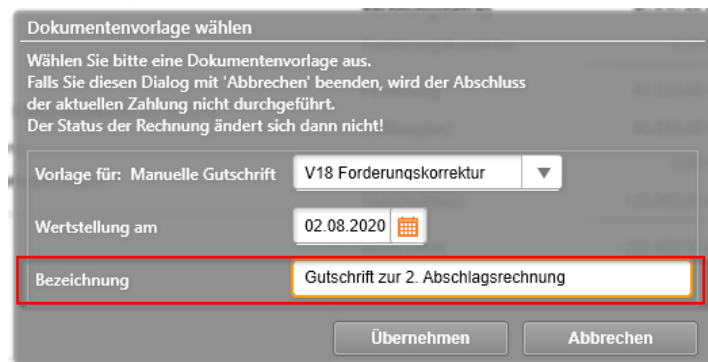 Dokumentenvorlage wählen
Wählen Sie bitte eine Dokumentenvorlage aus.
Falls Sie diesen Dialog mit 'Abbrechen' beenden, wird der Abschluss
der aktuellen Zahlung nicht durchgeführt.
Der Status der Rechnung ändert sich dann nicht!
Vorlage für: Manuelle Gutschrift V18 Forderungskorrektur
Wertstellung am 02.08.2020
Bezeichnung Gutschrift zur 2. Abschlagsrechnung
Übernehmen Abbrechen